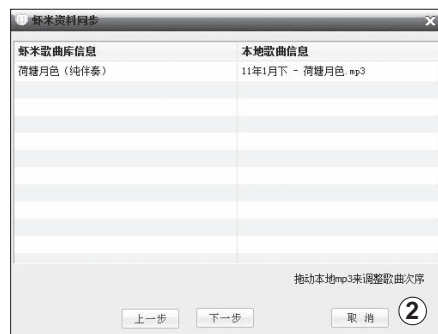 虾米资料同步
虾米歌曲库信息 本地歌曲信息
荷塘月色（纯伴奏） 11年1月下 - 荷塘月色.mp3
拖动本地mp3来调整歌曲次序
上一步 下一步 取消 ②